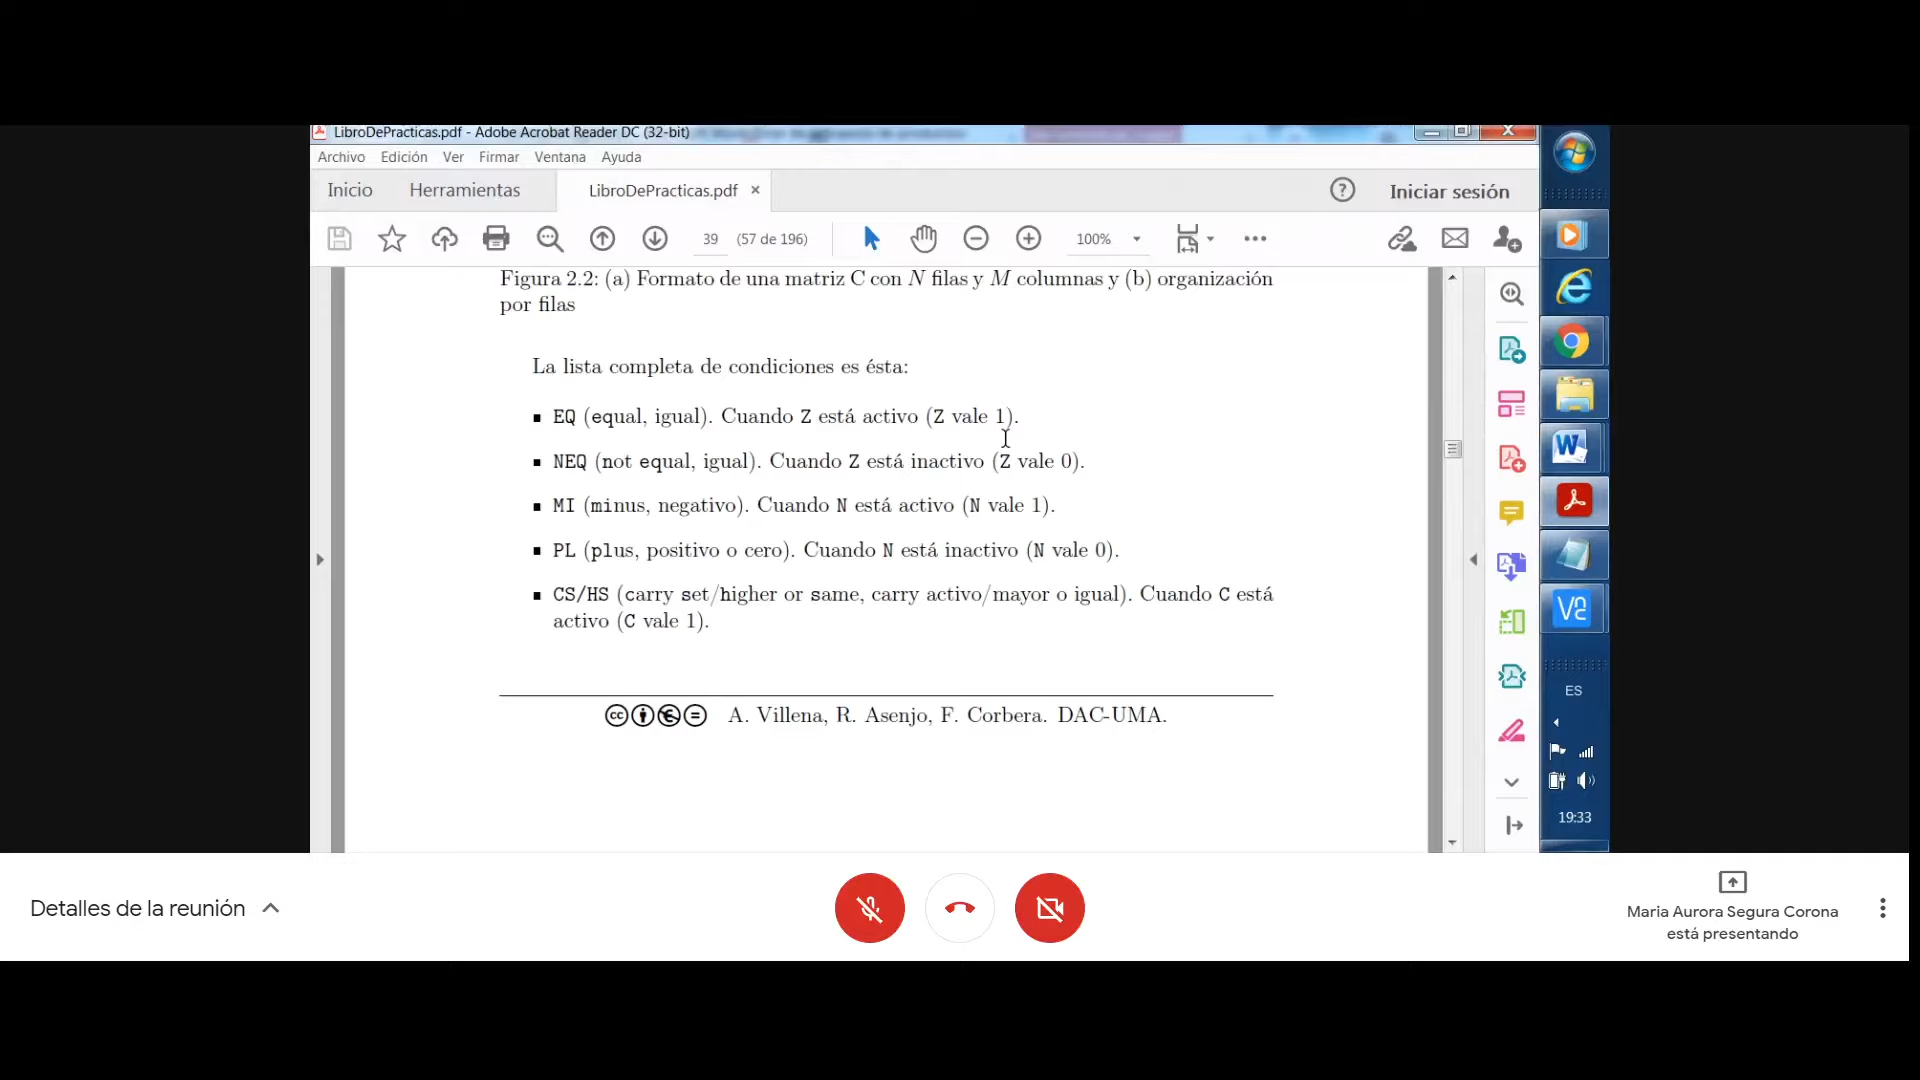 LibroDePracticas.pdf - Adobe Acrobat Reader DC (32-bit)
Archivo Edición Ver Firmar Ventana Ayuda
Inicio Herramientas LibroDePracticas.pdf × Iniciar sesión
39 (57 de 196) 100%
Figura 2.2: (a) Formato de una matriz C con N filas y M columnas y (b) organización
por filas
La lista completa de condiciones es ésta:
▪ EQ (equal, igual). Cuando Z está activo (Z vale 1).
▪ NEQ (not equal, igual). Cuando Z está inactivo (Z vale 0).
▪ MI (minus, negativo). Cuando N está activo (N vale 1).
▪ PL (plus, positivo o cero). Cuando N está inactivo (N vale 0).
▪ CS/HS (carry set/higher or same, carry activo/mayor o igual). Cuando C está
activo (C vale 1).
A. Villena, R. Asenjo, F. Corbera. DAC-UMA.
ES
19:33
Detalles de la reunión
Maria Aurora Segura Corona
está presentando